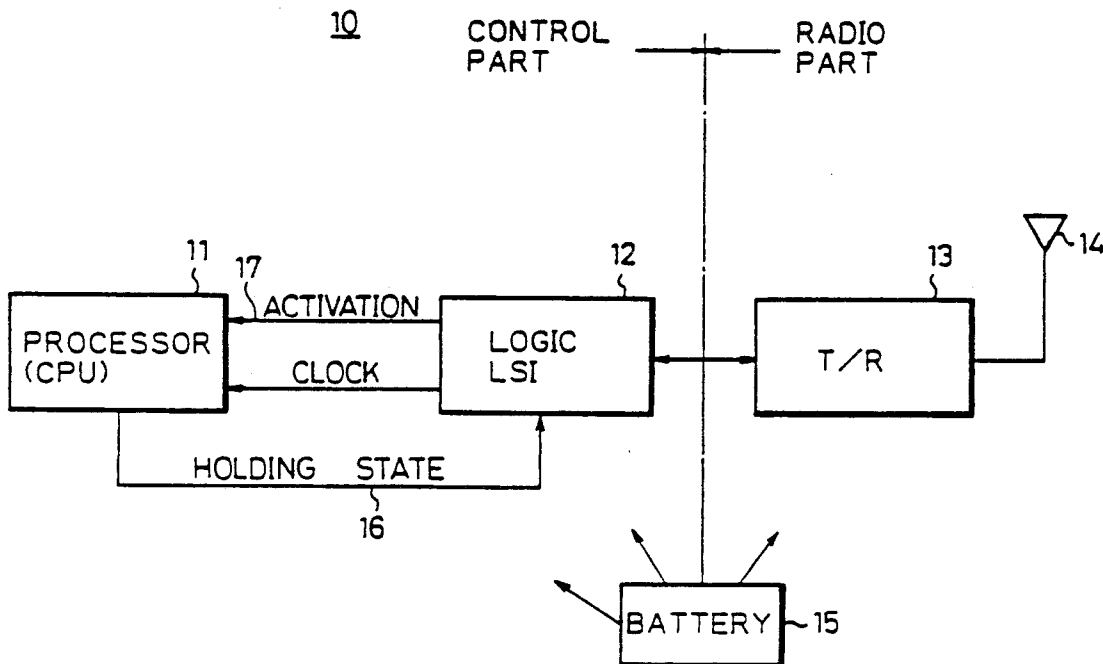 10
CONTROL PART
RADIO PART
11
17
ACTIVATION
12
13
14
PROCESSOR
(CPU)
CLOCK
LOGIC
LSI
T/R
HOLDING STATE
16
BATTERY
15